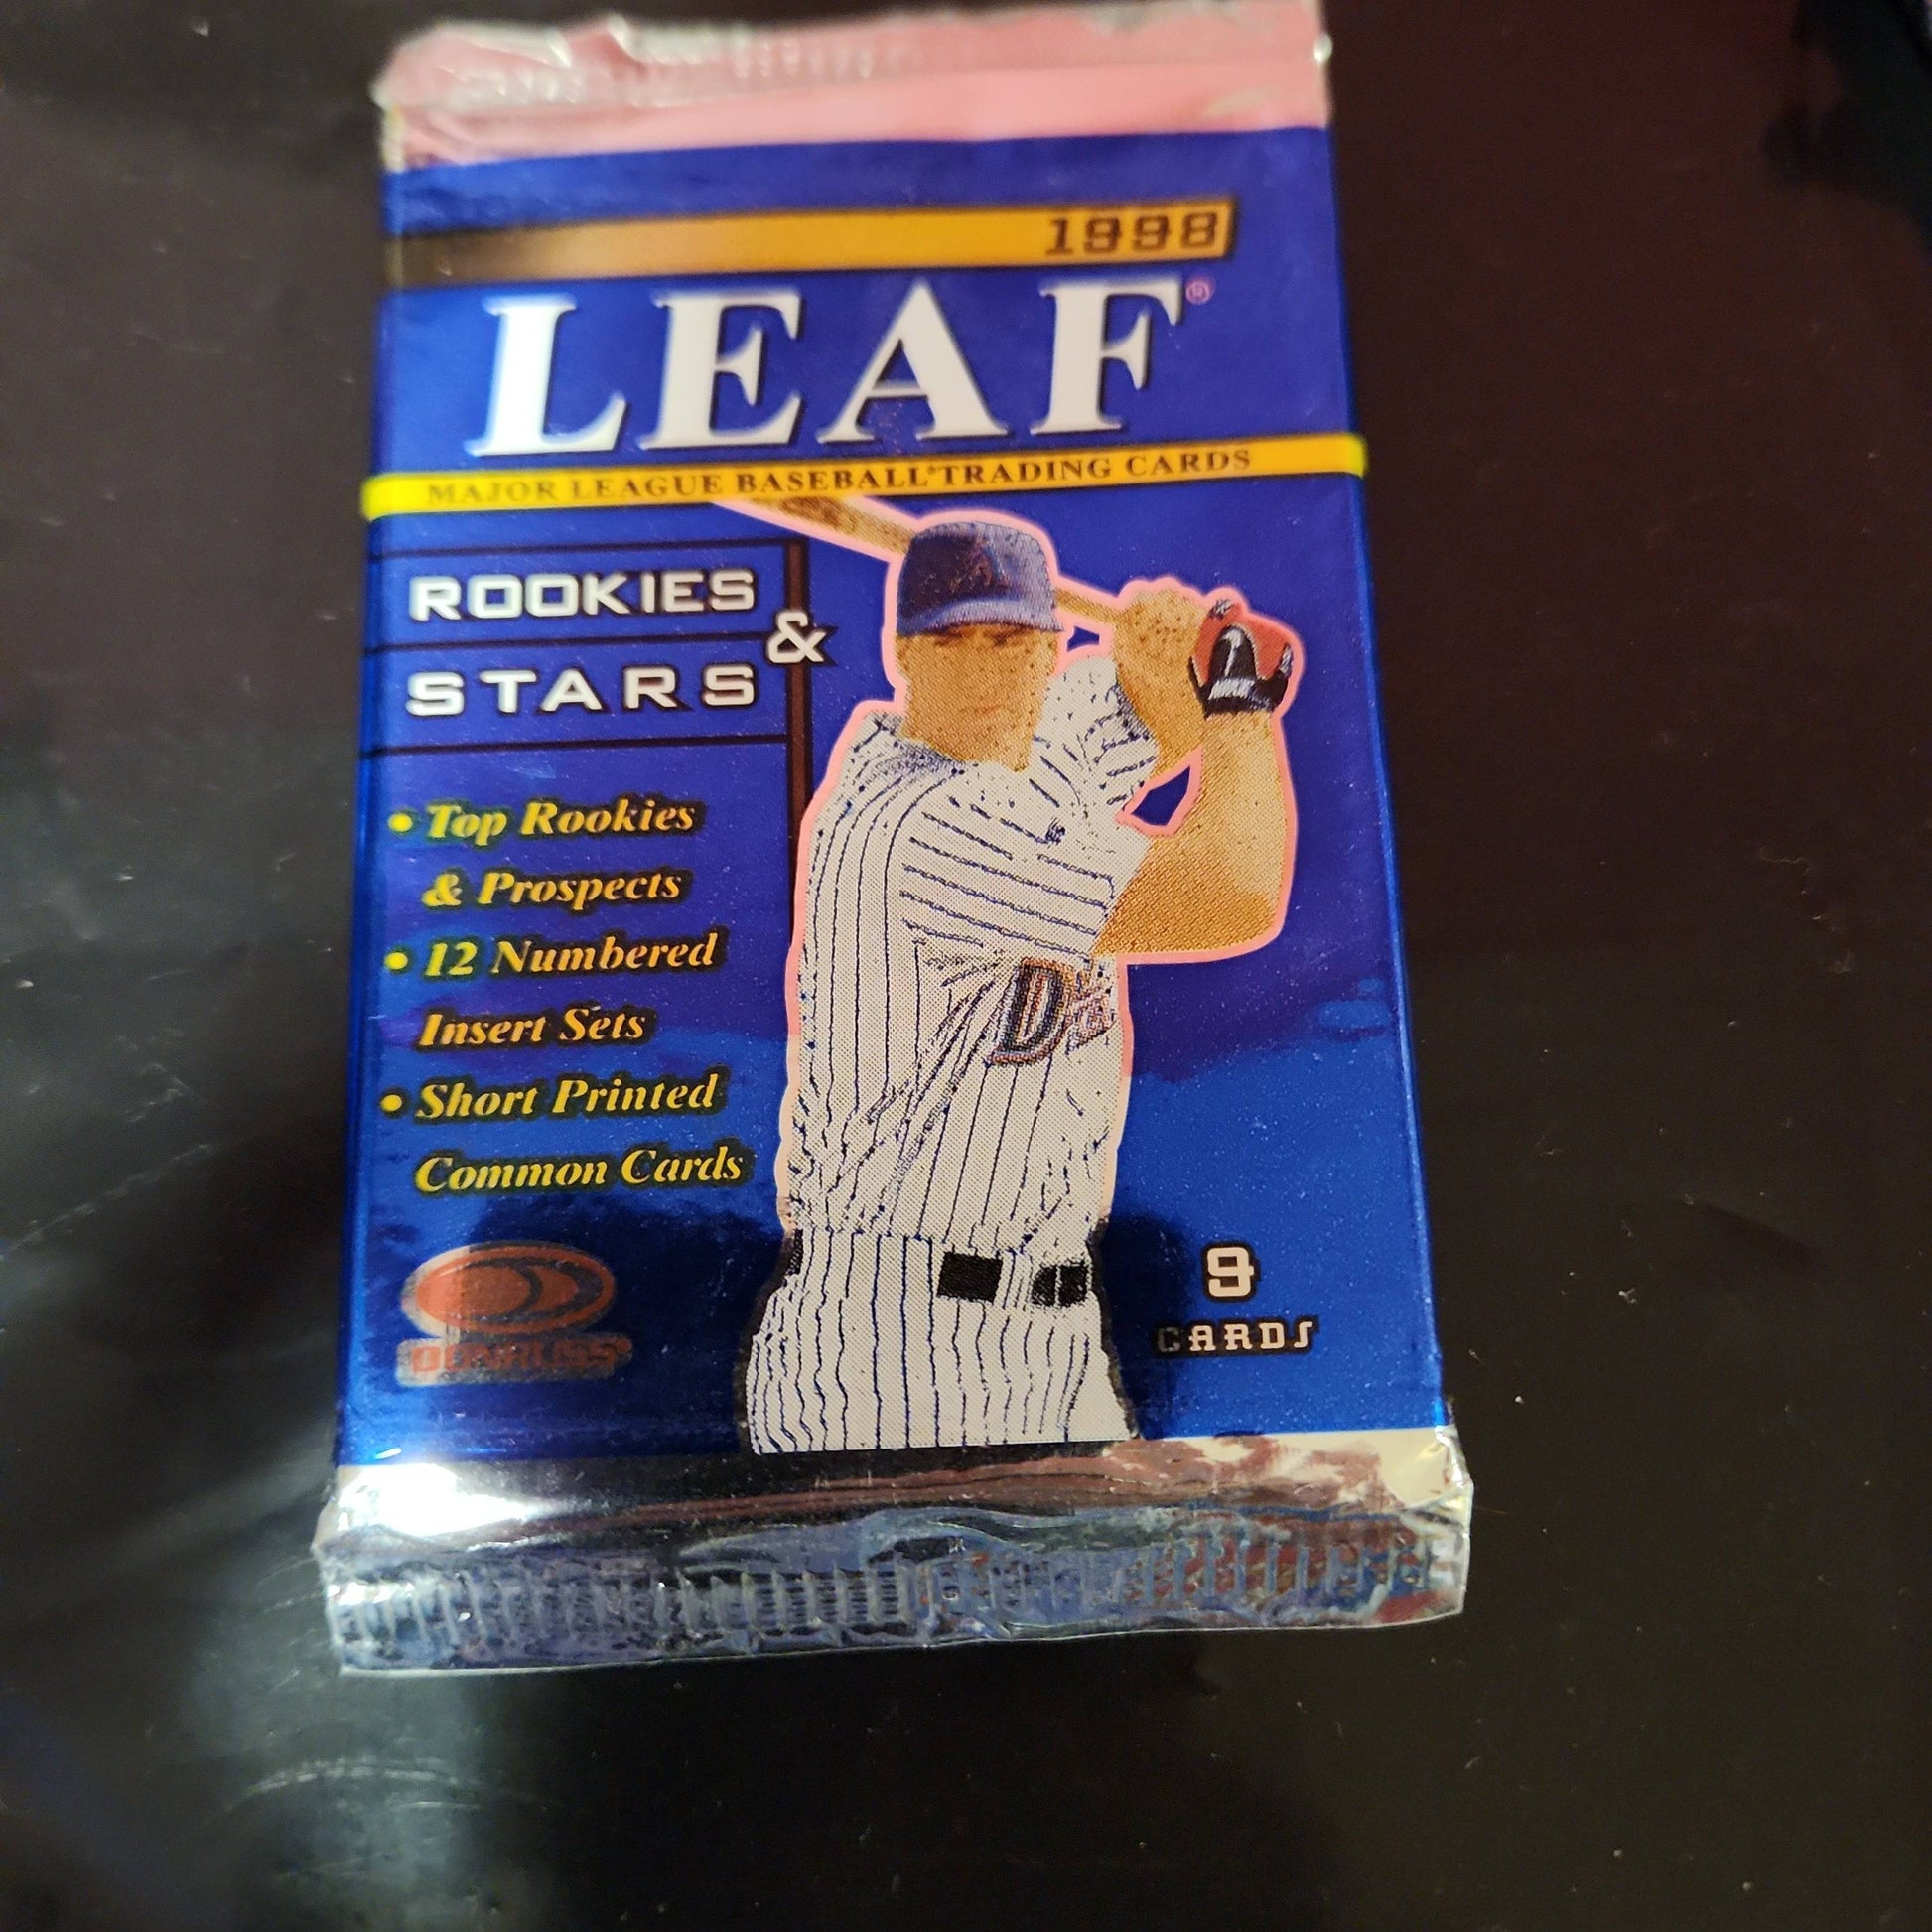 1998
LEAF®
MAJOR LEAGUE BASEBALL® TRADING CARDS
ROOKIES
&
STARS
• Top Rookies
& Prospects
• 12 Numbered
Insert Sets
• Short Printed
Common Cards
A
D
DONRUSS
9
CARDS